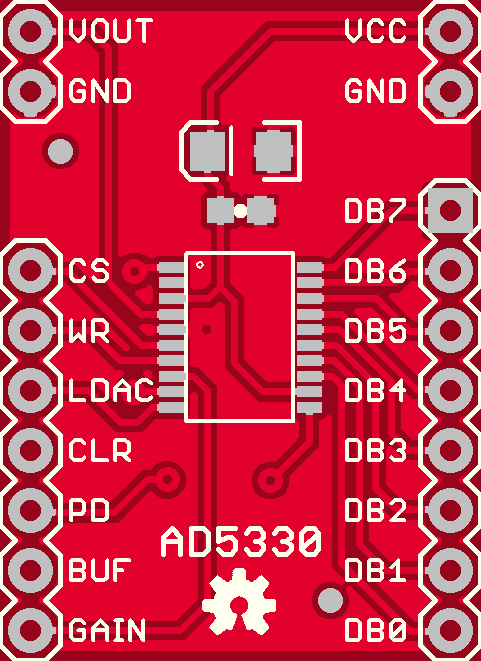 VOUT VCC
GND GND
DB7
CS DB6
WR DB5
LDAC DB4
CLR DB3
PD DB2
AD5330
BUF DB1
GAIN DB0